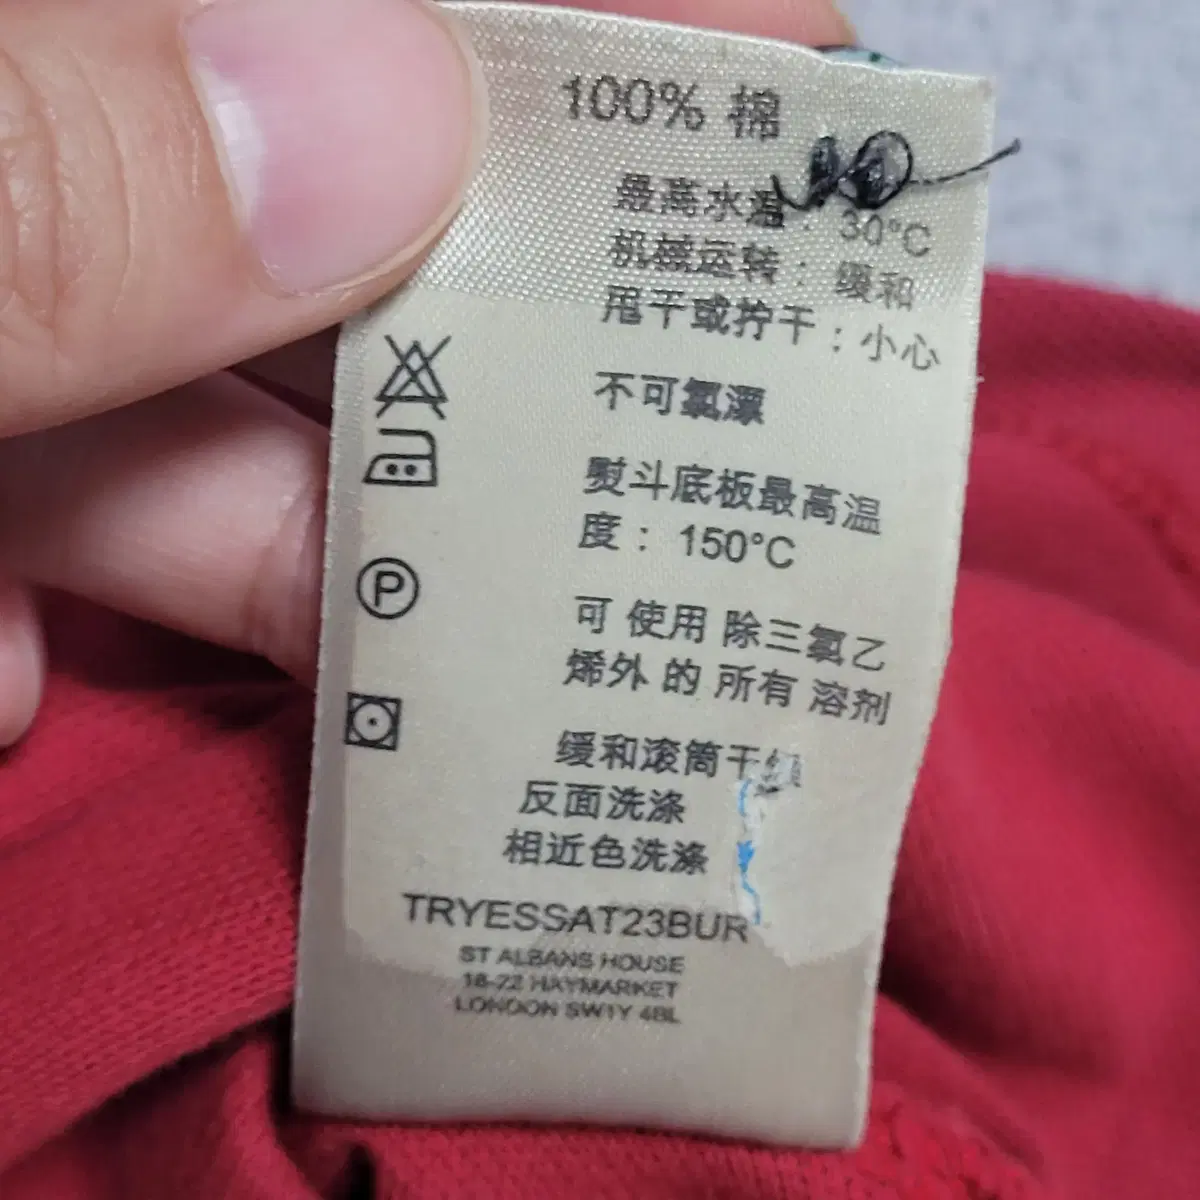 100% 棉
最高水温： 30°C
机械运转： 缓和
甩干或拧干：小心
不可氯漂
熨斗底板最高温
度： 150°C
P
可 使用 除三氯乙
烯外 的 所有 溶剂
缓和滚筒干燥
反面洗涤
相近色洗涤
TRYESSAT23BUR
ST ALBANS HOUSE
18-22 HAYMARKET
LONDON SW1Y 4BL